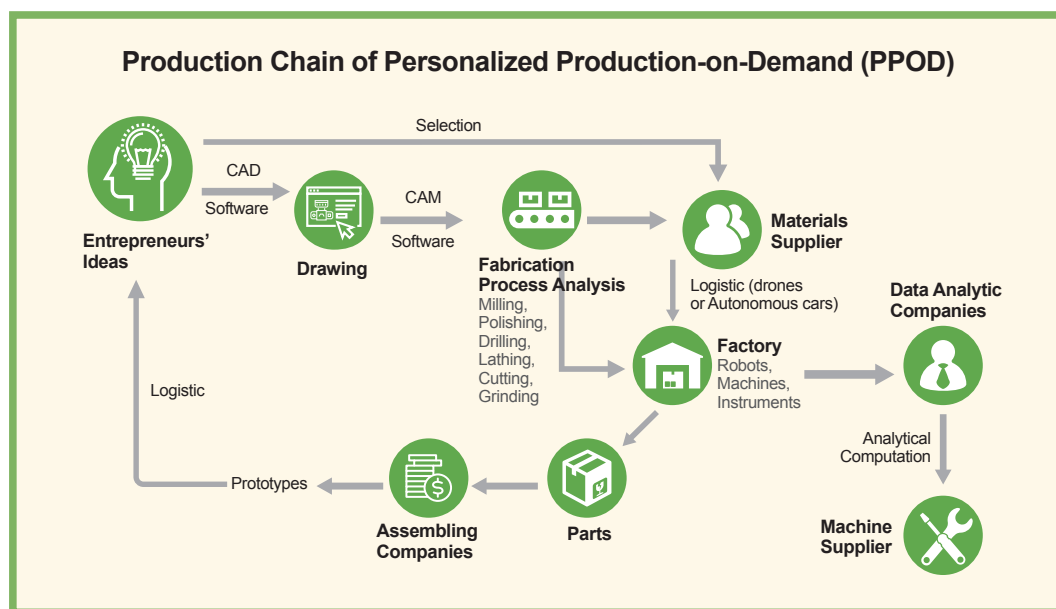 Production Chain of Personalized Production-on-Demand (PPOD)
Selection
CAD
Software
Entrepreneurs'
Ideas
Drawing
CAM
Software
Fabrication
Process Analysis
Milling,
Polishing,
Drilling,
Lathing,
Cutting,
Grinding
Materials
Supplier
Logistic (drones
or Autonomous cars)
Factory
Robots,
Machines,
Instruments
Data Analytic
Companies
Analytical
Computation
Machine
Supplier
Parts
Assembling
Companies
$
Prototypes
Logistic